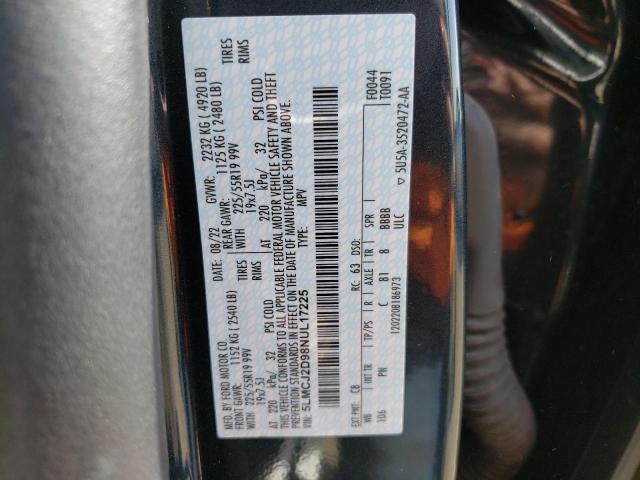 MFD. BY FORD MOTOR CO.
DATE: 08/22 GVWR: 2232 KG ( 4920 LB)
FRONT GAWR: 1152 KG ( 2540 LB) REAR GAWR: 1125 KG ( 2480 LB)
225/55R19 99V TIRES WITH 225/55R19 99V TIRES
19x7.5J RIMS 19x7.5J RIMS
AT 220 kPa/ 32 PSI COLD AT 220 kPa/ 32 PSI COLD
THIS VEHICLE CONFORMS TO ALL APPLICABLE FEDERAL MOTOR VEHICLE SAFETY AND THEFT
PREVENTION STANDARDS IN EFFECT ON THE DATE OF MANUFACTURE SHOWN ABOVE.
VIN: 5LMCJ2D98NUL17225 TYPE: MPV
F0044
T0091
EXT PNT: CB RC: 63 DSO:
WB INT TR TP/PS R AXLE TR SPR
106 PN C 81 8 BBBB
ULC
1202208186973
5U5A-3520472-AA